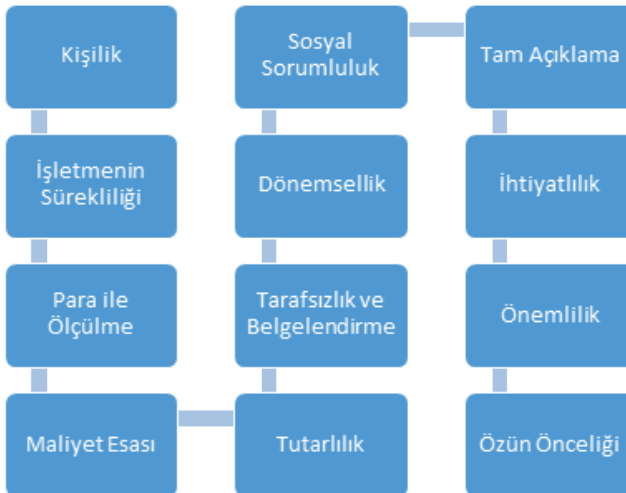 Kişilik
İşletmenin
Sürekliliği
Para ile
Ölçülme
Maliyet Esası
Tutarlılık
Tarafsızlık ve
Belgelendirme
Dönemsellik
Sosyal
Sorumluluk
Tam Açıklama
İhtiyatlılık
Önemlilik
Özün Önceliği